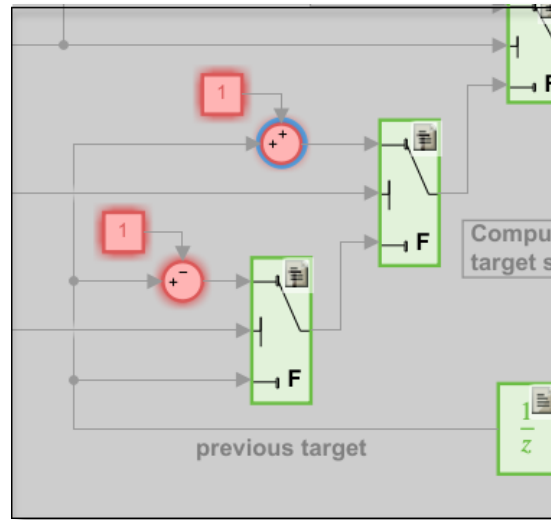 F
1
+ +
F
Compu
target s
1
+ −
F
1
z
previous target